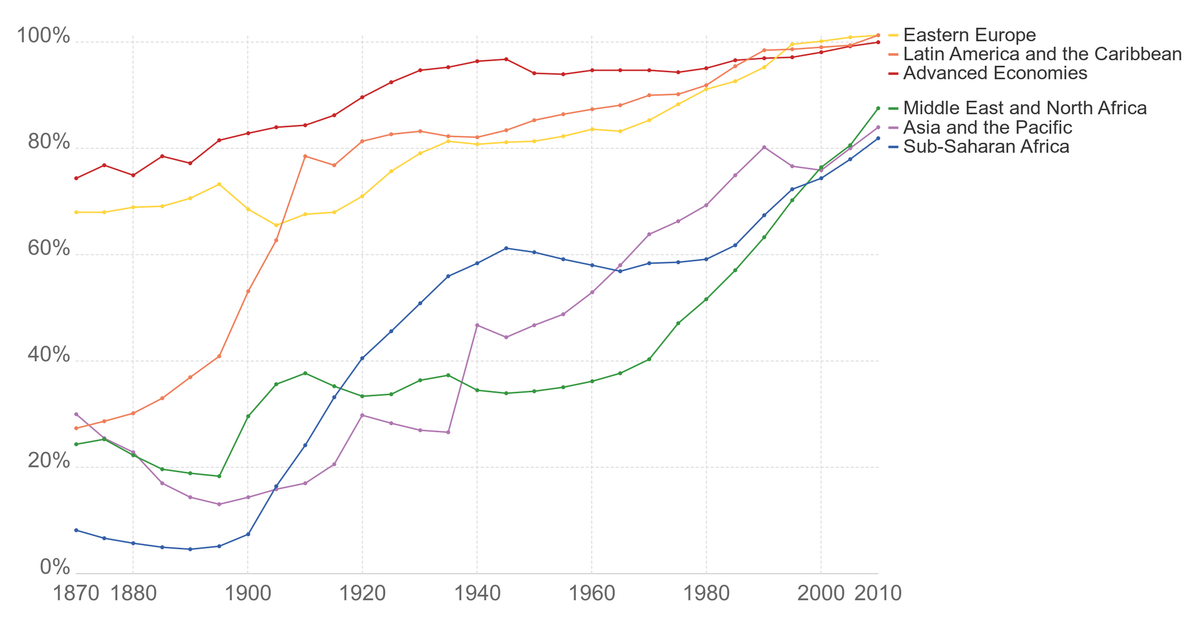 100%
80%
60%
40%
20%
0%
1870 1880 1900 1920 1940 1960 1980 2000 2010
Eastern Europe
Latin America and the Caribbean
Advanced Economies
Middle East and North Africa
Asia and the Pacific
Sub-Saharan Africa